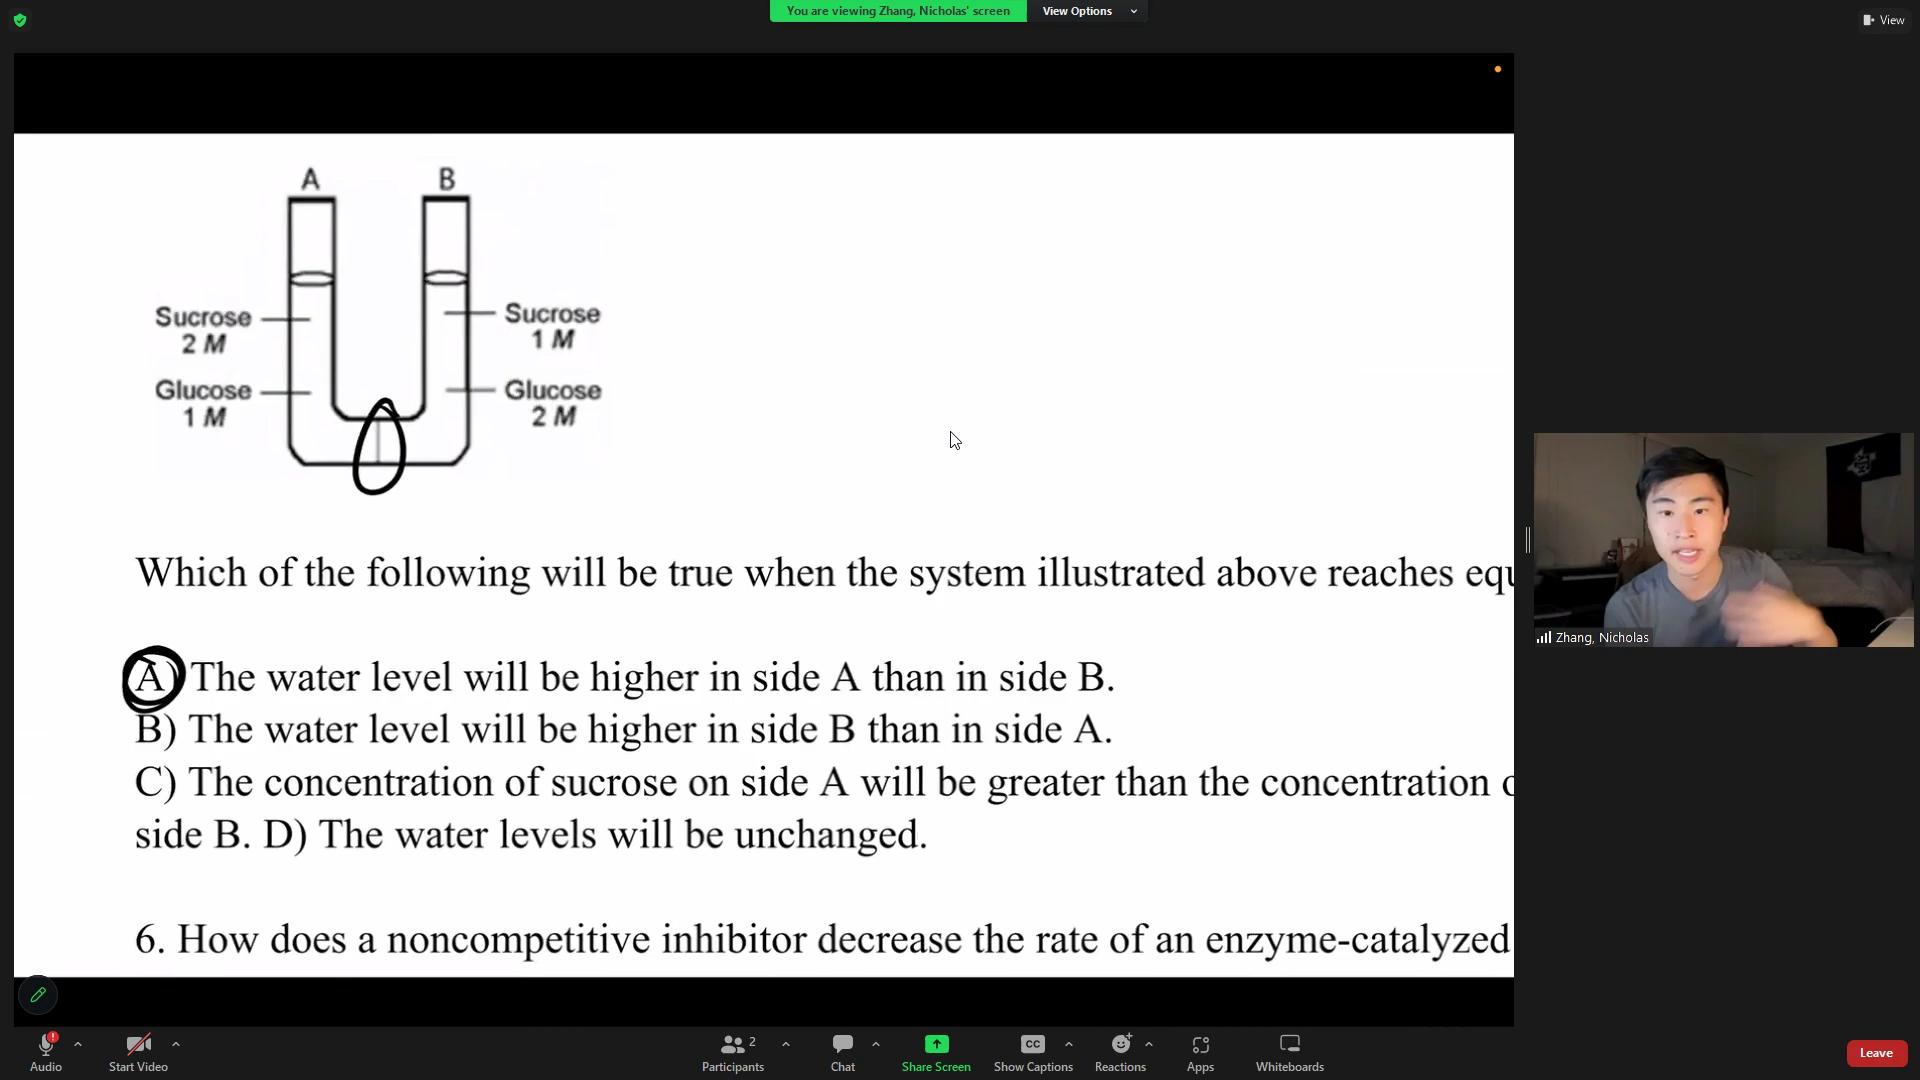 You are viewing Zhang, Nicholas' screen
View Options
View
A
B
Sucrose
2 M
Sucrose
1 M
Glucose
1 M
Glucose
2 M
Which of the following will be true when the system illustrated above reaches equ
A) The water level will be higher in side A than in side B.
B) The water level will be higher in side B than in side A.
C) The concentration of sucrose on side A will be greater than the concentration o
side B. D) The water levels will be unchanged.
6. How does a noncompetitive inhibitor decrease the rate of an enzyme-catalyzed
Zhang, Nicholas
Audio
Start Video
2
Participants
Chat
Share Screen
CC
Show Captions
Reactions
Apps
Whiteboards
Leave